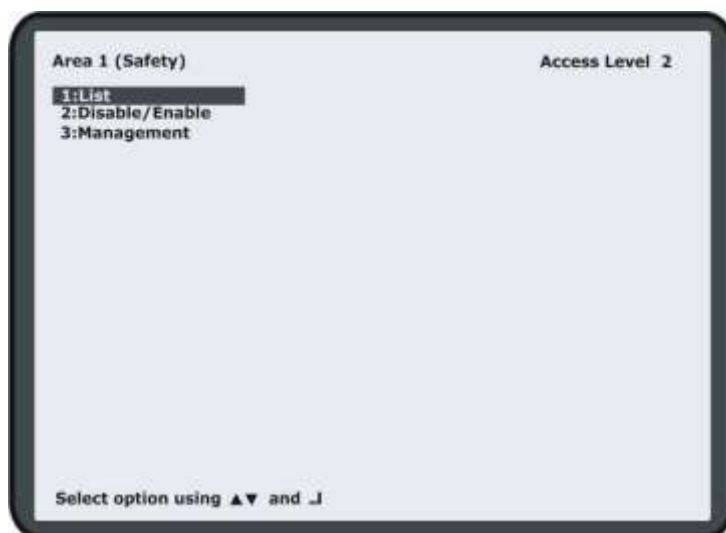 Area 1 (Safety) Access Level 2
1:List
2:Disable/Enable
3:Management
Select option using ▲▼ and ↵